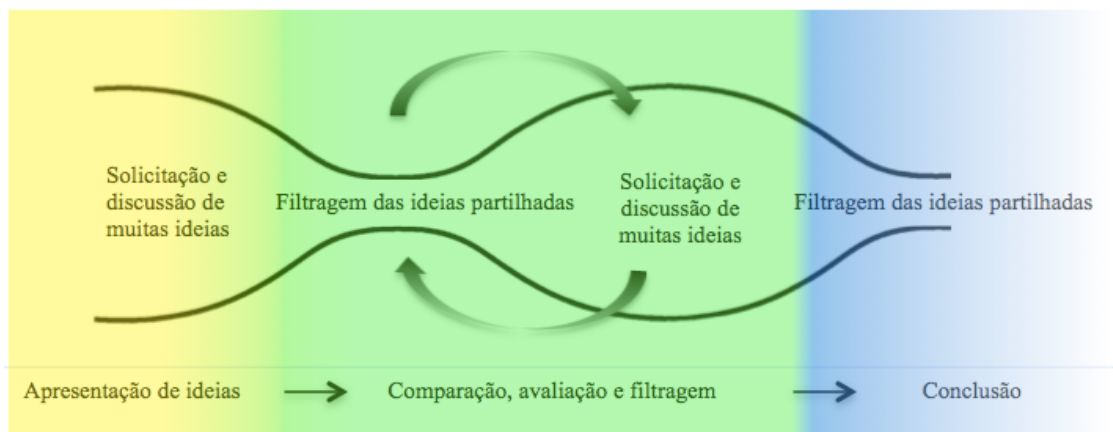 Solicitação e
discussão de
muitas ideias
Filtragem das ideias partilhadas
Solicitação e
discussão de
muitas ideias
Filtragem das ideias partilhadas
Apresentação de ideias
Comparação, avaliação e filtragem
Conclusão